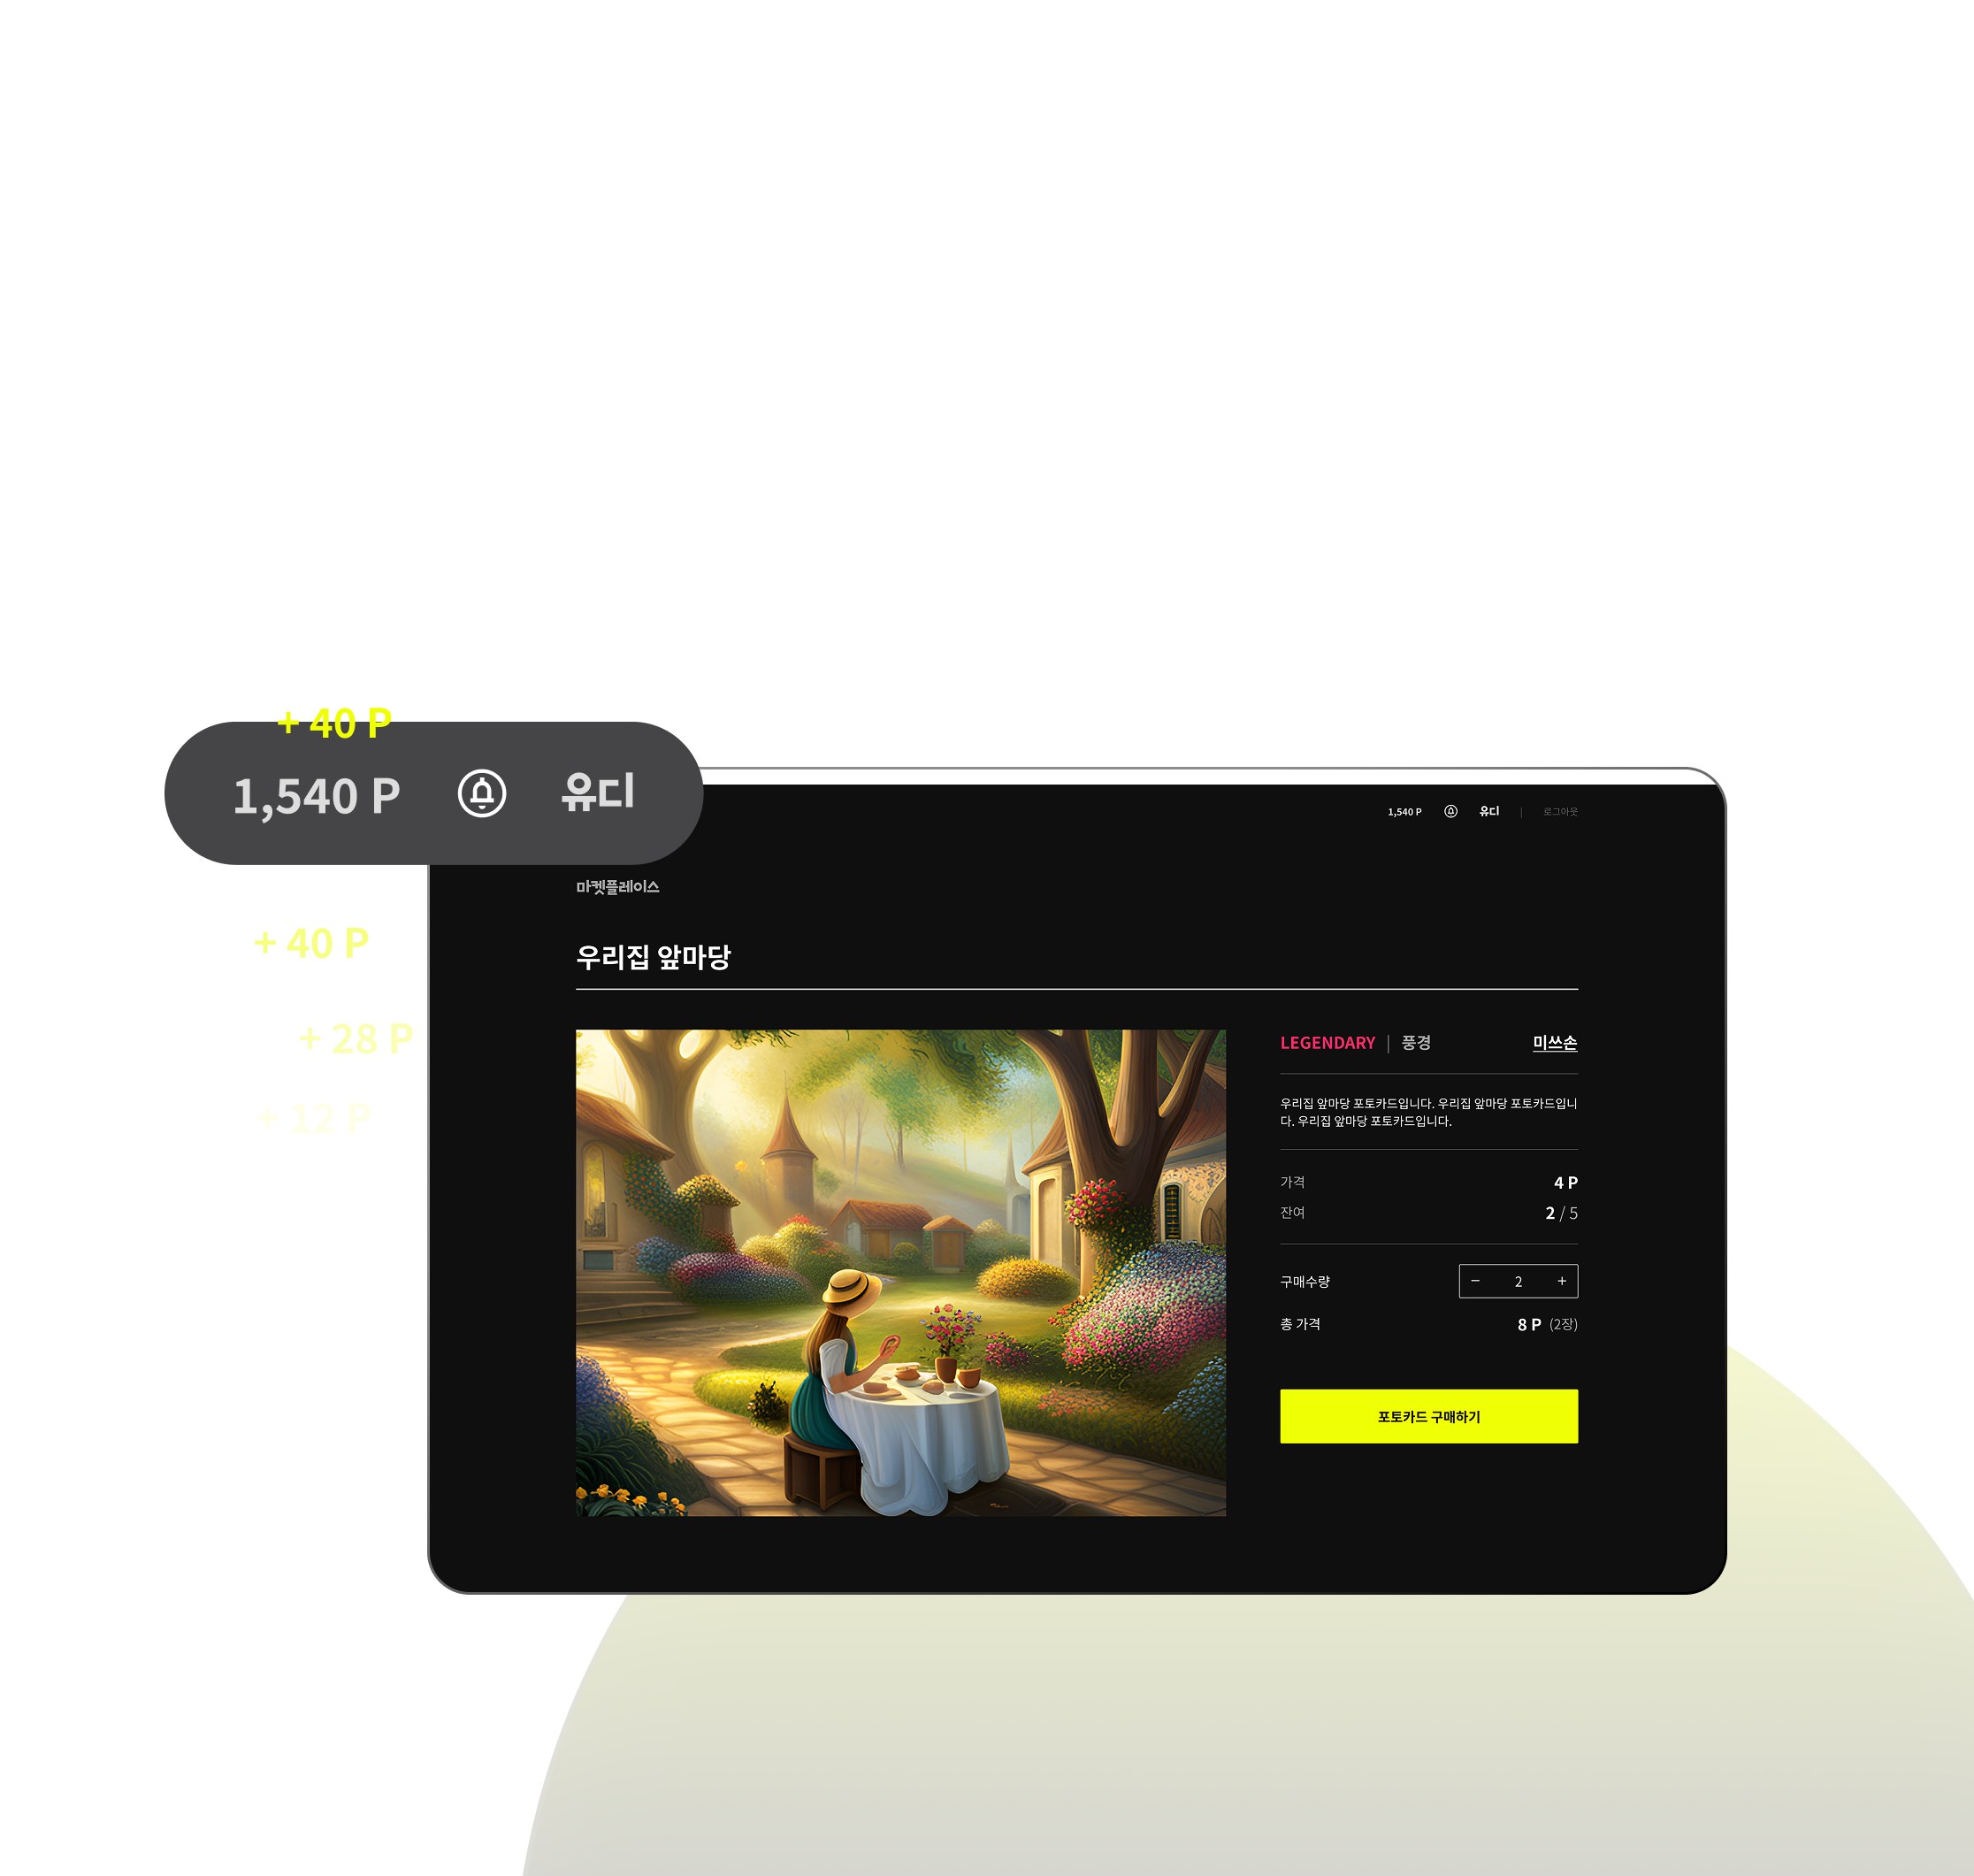 + 40 P
1,540 P 유디
1,540 P 유디 | 로그아웃
마켓플레이스
+ 40 P
우리집 앞마당
+ 28 P
LEGENDARY | 풍경 미쓰손
우리집 앞마당 포토카드입니다. 우리집 앞마당 포토카드입니
다. 우리집 앞마당 포토카드입니다.
+ 12 P
가격 4 P
잔여 2 / 5
구매수량 − 2 +
총 가격 8 P (2장)
포토카드 구매하기